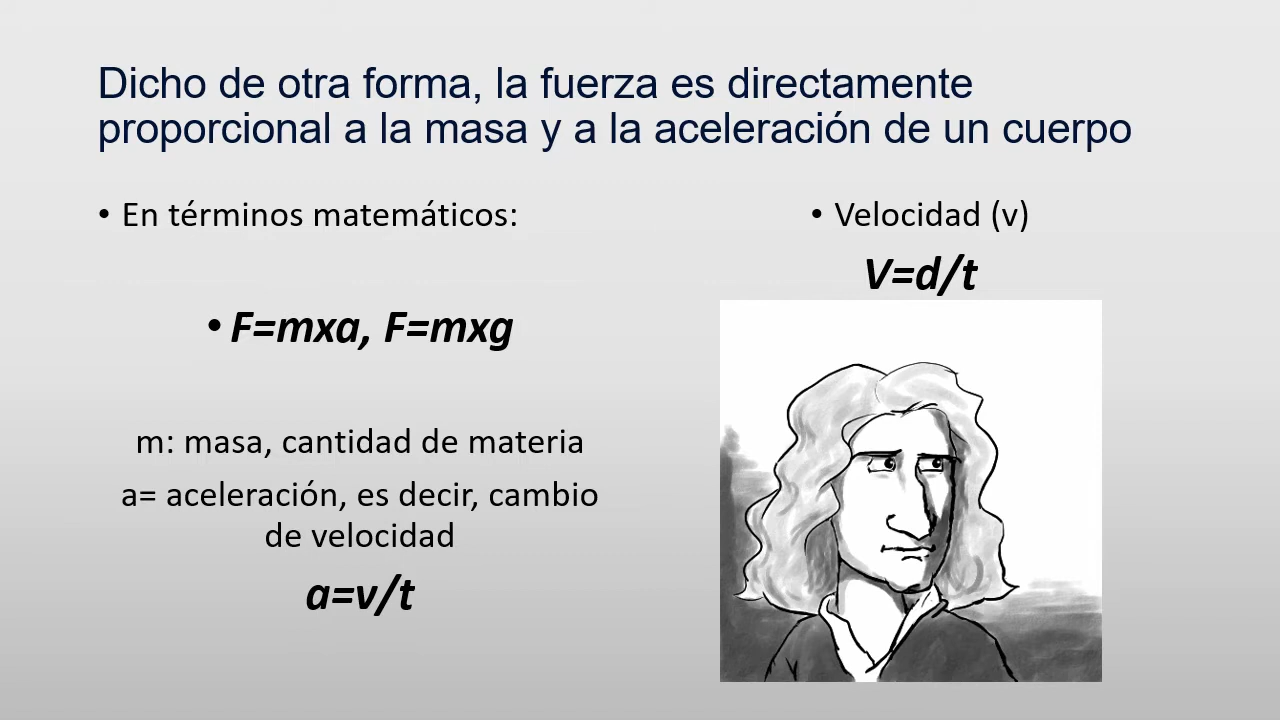 Dicho de otra forma, la fuerza es directamente
proporcional a la masa y a la aceleración de un cuerpo
• En términos matemáticos:
• F=mxa, F=mxg
m: masa, cantidad de materia
a= aceleración, es decir, cambio
de velocidad
a=v/t
• Velocidad (v)
V=d/t